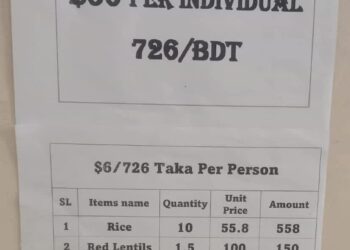 PER INDIVIDUAL
726/BDT
$6/726 Taka Per Person
SL Items name Quantity Unit Price Amount
1 Rice 10 55.8 558
2 Red Lentils 1.5 100 150